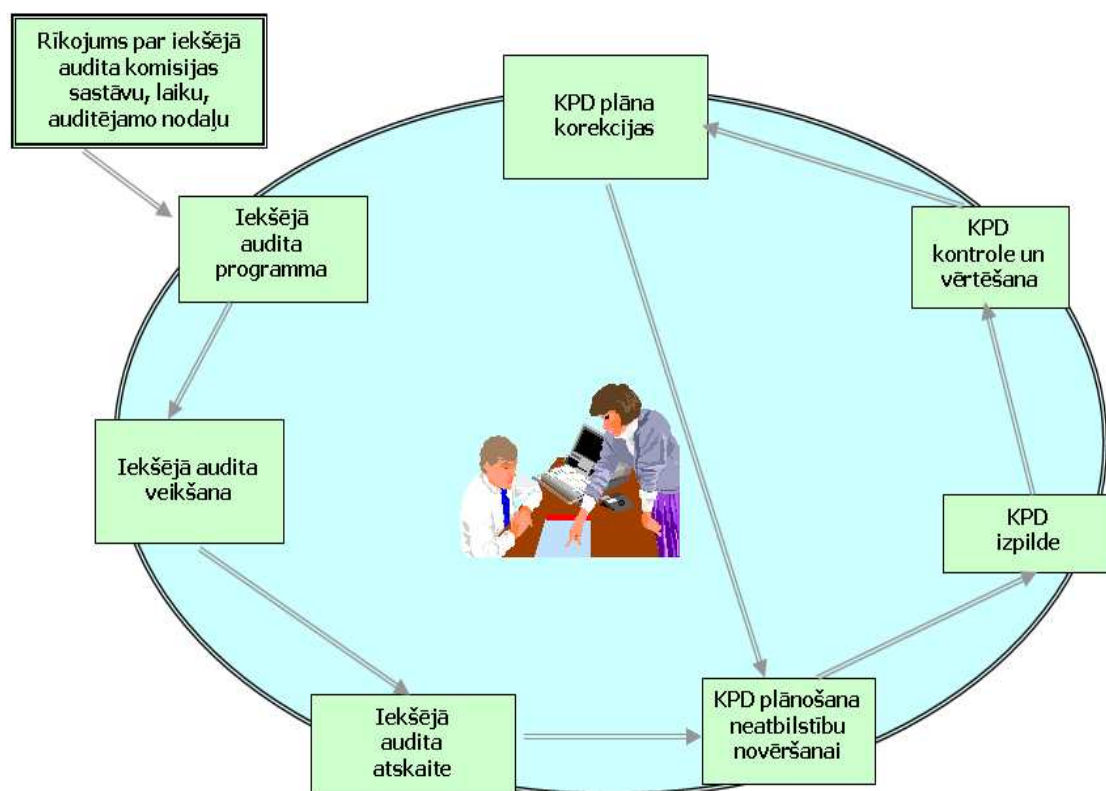 Rīkojums par iekšējā
audita komisijas
sastāvu, laiku,
auditējamo nodaļu
KPD plāna
korekcijas
Iekšējā
audita
programma
KPD
kontrole un
vērtēšana
Iekšējā audita
veikšana
KPD
izpilde
Iekšējā
audita
atskaite
KPD plānošana
neatbilstību
novēršanai